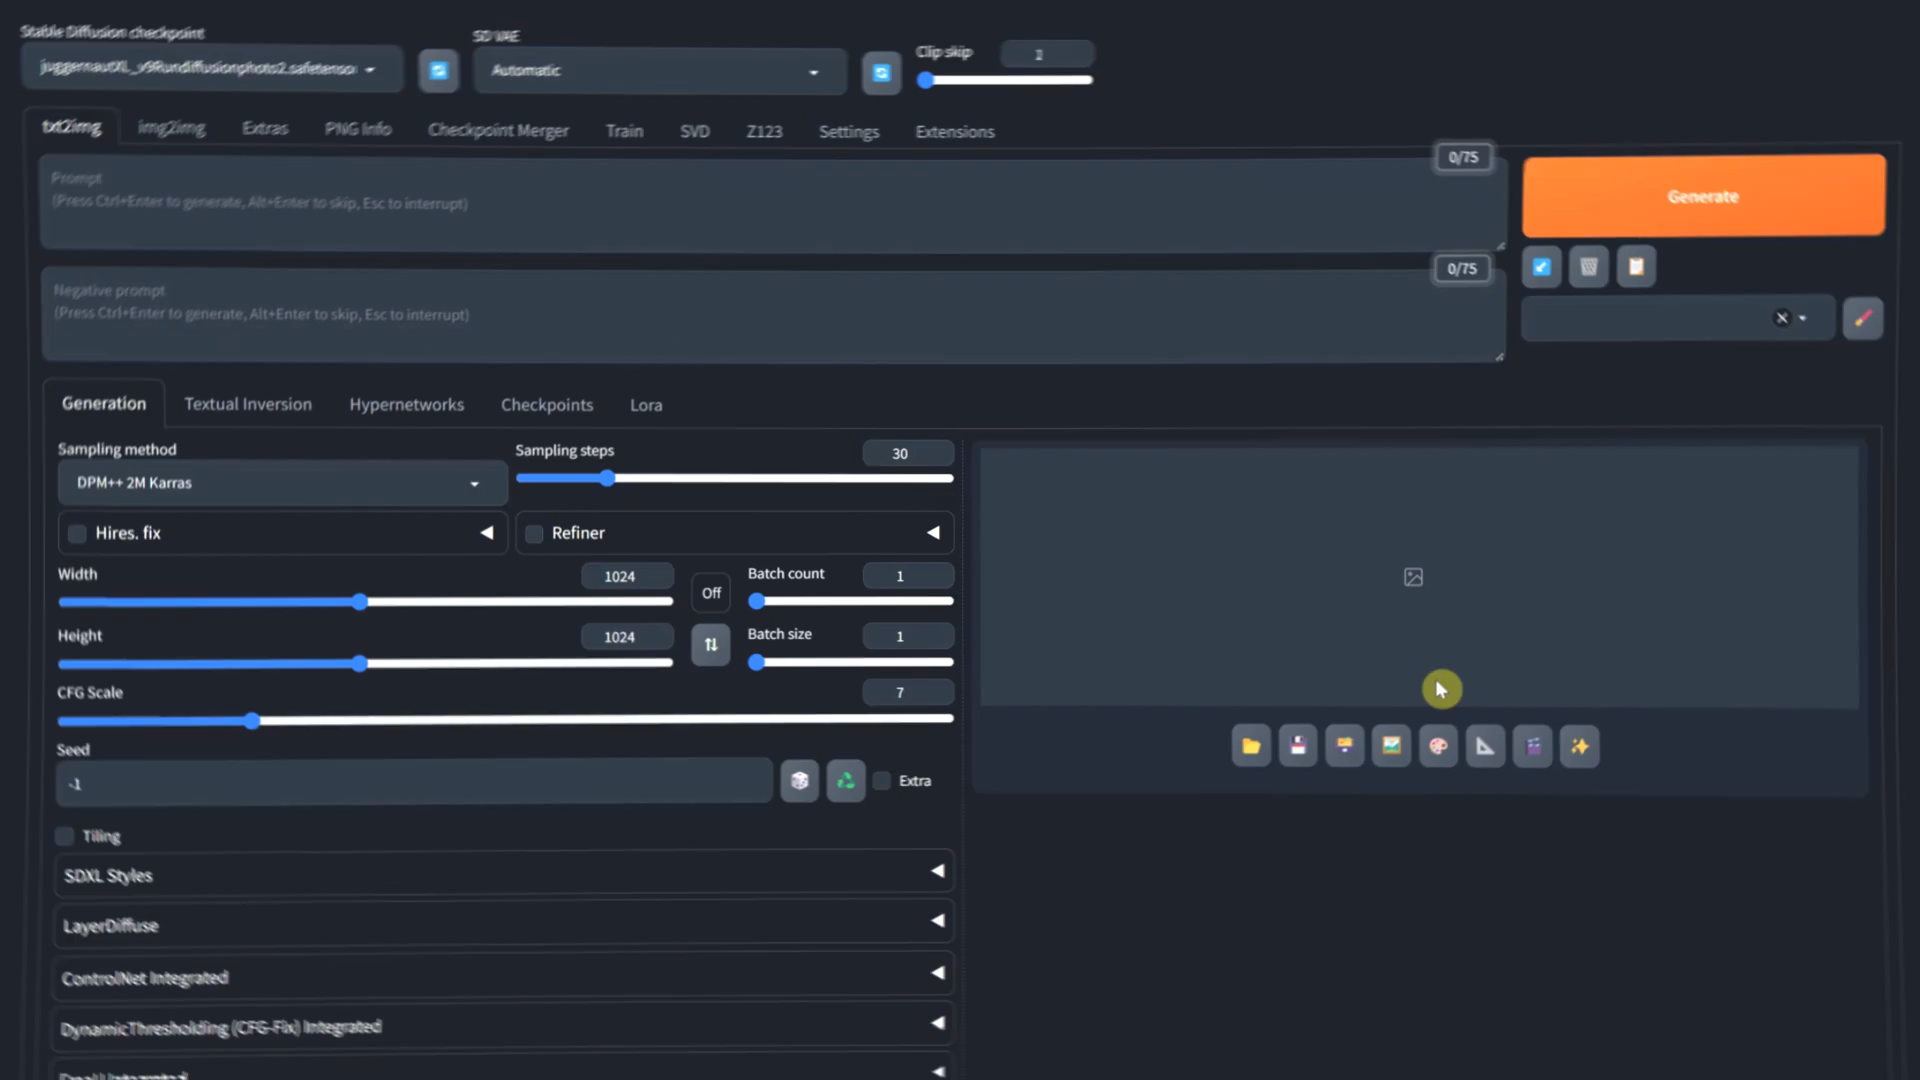 Stable Diffusion checkpoint
SD VAE
Clip skip
juggernautXL_v9Rundiffusionphoto2.safetenso
Automatic
1
txt2img
img2img
Extras
PNG Info
Checkpoint Merger
Train
SVD
Z123
Settings
Extensions
0/75
Prompt
(Press Ctrl+Enter to generate, Alt+Enter to skip, Esc to interrupt)
Generate
0/75
Negative prompt
(Press Ctrl+Enter to generate, Alt+Enter to skip, Esc to interrupt)
Generation
Textual Inversion
Hypernetworks
Checkpoints
Lora
Sampling method
DPM++ 2M Karras
Sampling steps
30
Hires. fix
Refiner
Width
1024
Off
Batch count
1
Height
1024
Batch size
1
CFG Scale
7
Seed
-1
Extra
Tiling
SDXL Styles
LayerDiffuse
ControlNet Integrated
DynamicThresholding (CFG-Fix) Integrated